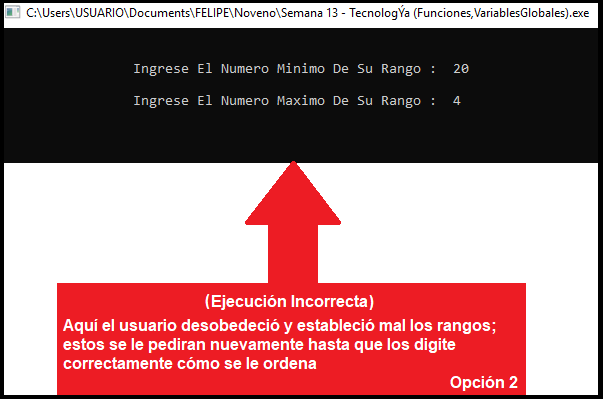 C:\Users\USUARIO\Documents\FELIPE\Noveno\Semana 13 - TecnologÝa (Funciones,VariablesGlobales).exe
Ingrese El Numero Minimo De Su Rango :  20
Ingrese El Numero Maximo De Su Rango :  4
(Ejecución Incorrecta)
Aquí el usuario desobedeció y estableció mal los rangos;
estos se le pediran nuevamente hasta que los digite
correctamente cómo se le ordena
Opción 2